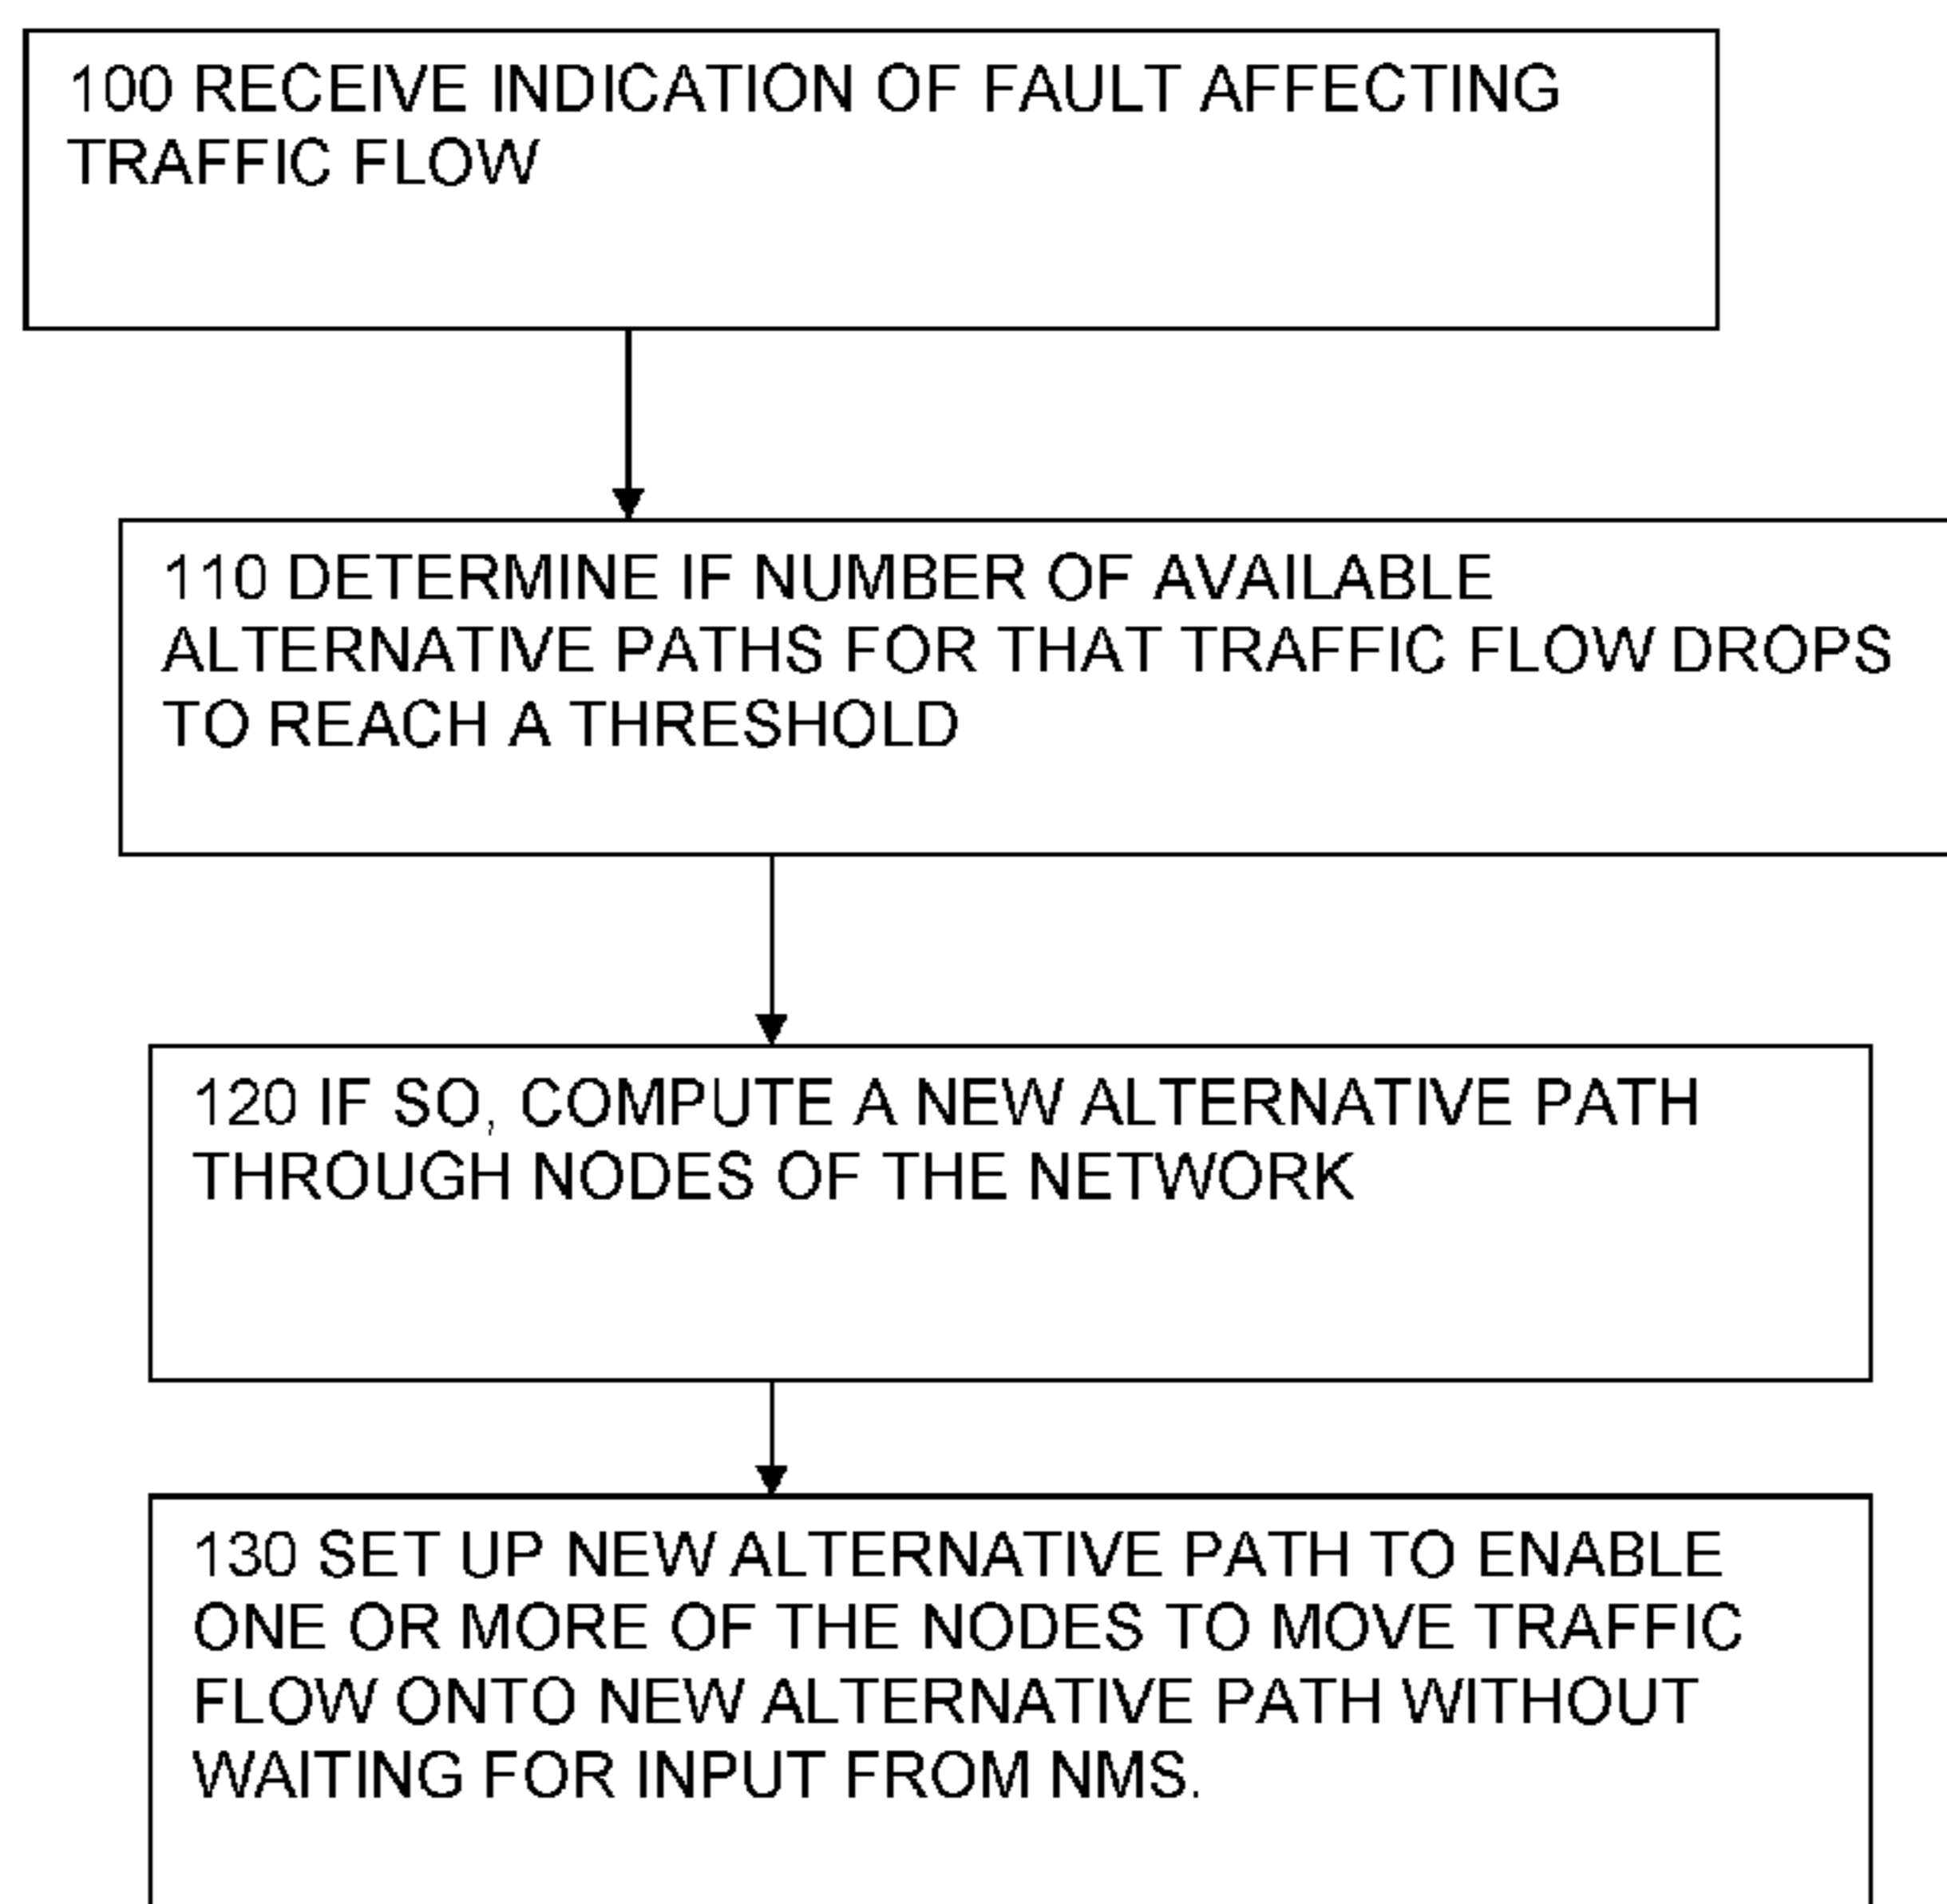 100 RECEIVE INDICATION OF FAULT AFFECTING
TRAFFIC FLOW
110 DETERMINE IF NUMBER OF AVAILABLE
ALTERNATIVE PATHS FOR THAT TRAFFIC FLOW DROPS
TO REACH A THRESHOLD
120 IF SO, COMPUTE A NEW ALTERNATIVE PATH
THROUGH NODES OF THE NETWORK
130 SET UP NEW ALTERNATIVE PATH TO ENABLE
ONE OR MORE OF THE NODES TO MOVE TRAFFIC
FLOW ONTO NEW ALTERNATIVE PATH WITHOUT
WAITING FOR INPUT FROM NMS.